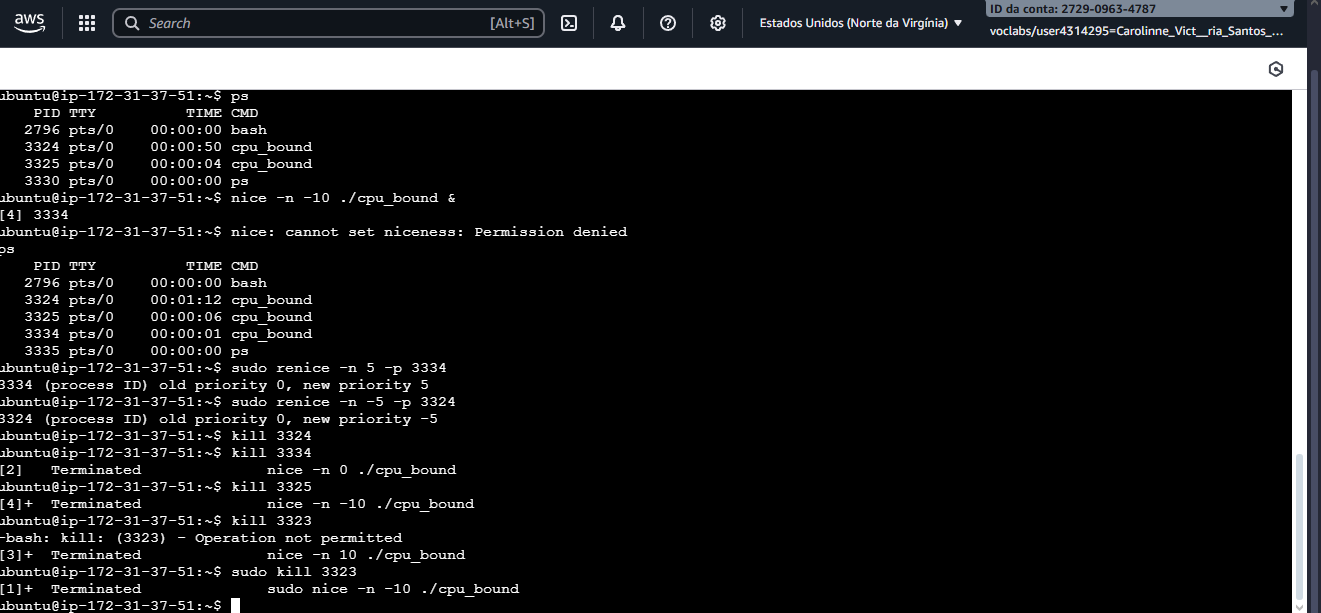 aws
Search
[Alt+S]
Estados Unidos (Norte da Virgínia)
ID da conta: 2729-0963-4787
voclabs/user4314295=Carolinne_Vict__ria_Santos_...
ubuntu@ip-172-31-37-51:~$ ps
PID TTY TIME CMD
2796 pts/0 00:00:00 bash
3324 pts/0 00:00:50 cpu_bound
3325 pts/0 00:00:04 cpu_bound
3330 pts/0 00:00:00 ps
ubuntu@ip-172-31-37-51:~$ nice -n -10 ./cpu_bound &
[4] 3334
ubuntu@ip-172-31-37-51:~$ nice: cannot set niceness: Permission denied
ps
PID TTY TIME CMD
2796 pts/0 00:00:00 bash
3324 pts/0 00:01:12 cpu_bound
3325 pts/0 00:00:06 cpu_bound
3334 pts/0 00:00:01 cpu_bound
3335 pts/0 00:00:00 ps
ubuntu@ip-172-31-37-51:~$ sudo renice -n 5 -p 3334
3334 (process ID) old priority 0, new priority 5
ubuntu@ip-172-31-37-51:~$ sudo renice -n -5 -p 3324
3324 (process ID) old priority 0, new priority -5
ubuntu@ip-172-31-37-51:~$ kill 3324
ubuntu@ip-172-31-37-51:~$ kill 3334
[2] Terminated nice -n 0 ./cpu_bound
ubuntu@ip-172-31-37-51:~$ kill 3325
[4]+ Terminated nice -n -10 ./cpu_bound
ubuntu@ip-172-31-37-51:~$ kill 3323
-bash: kill: (3323) - Operation not permitted
[3]+ Terminated nice -n 10 ./cpu_bound
ubuntu@ip-172-31-37-51:~$ sudo kill 3323
[1]+ Terminated sudo nice -n -10 ./cpu_bound
ubuntu@ip-172-31-37-51:~$